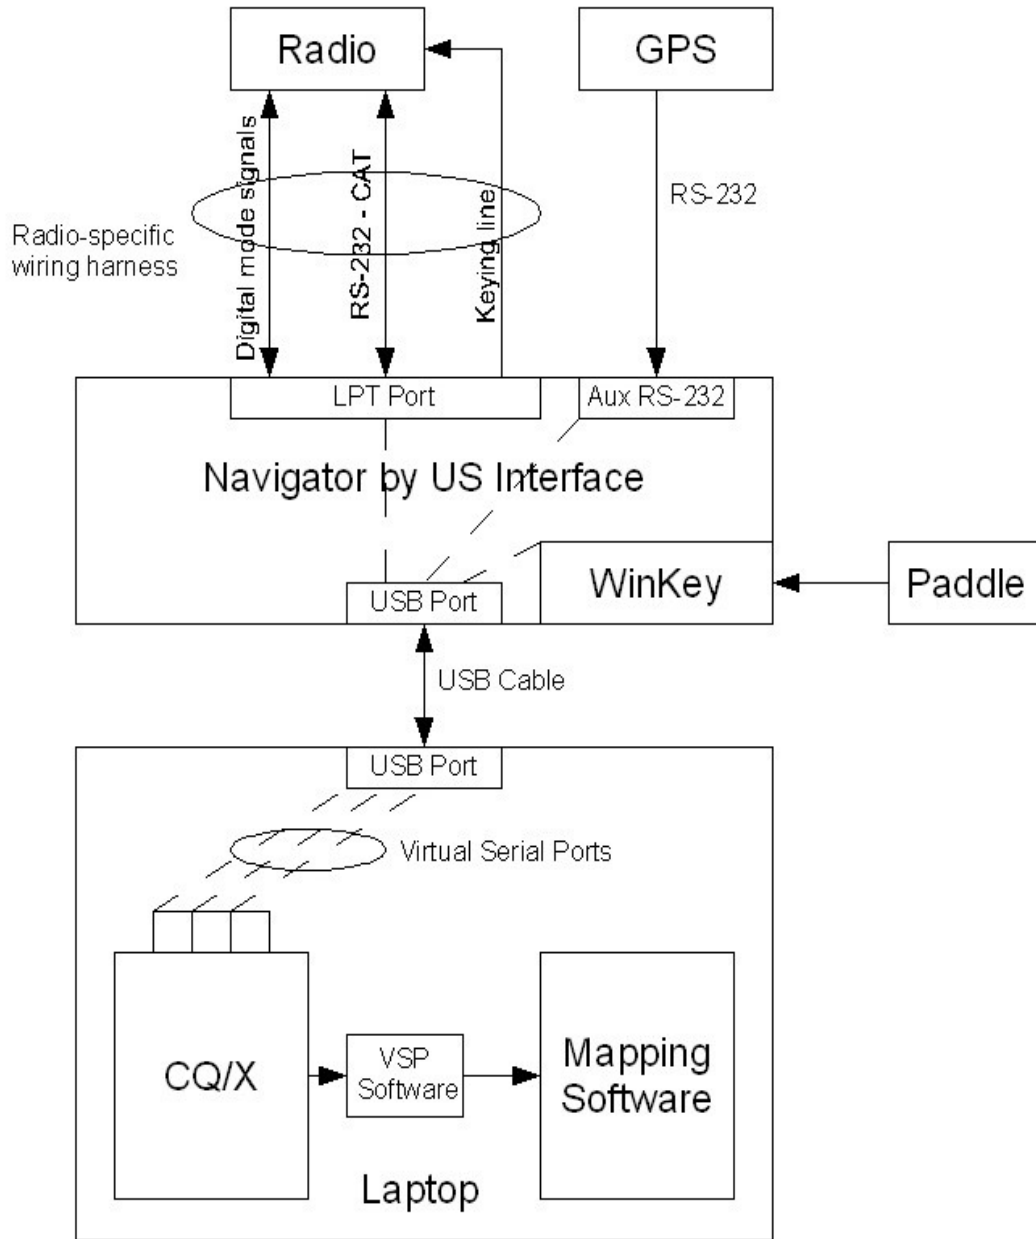 Radio
GPS
Digital mode signals
RS-232 - CAT
Keying line
RS-232
Radio-specific
wiring harness
LPT Port
Aux RS-232
Navigator by US Interface
WinKey
Paddle
USB Port
USB Cable
USB Port
Virtual Serial Ports
CQ/X
VSP
Software
Mapping
Software
Laptop